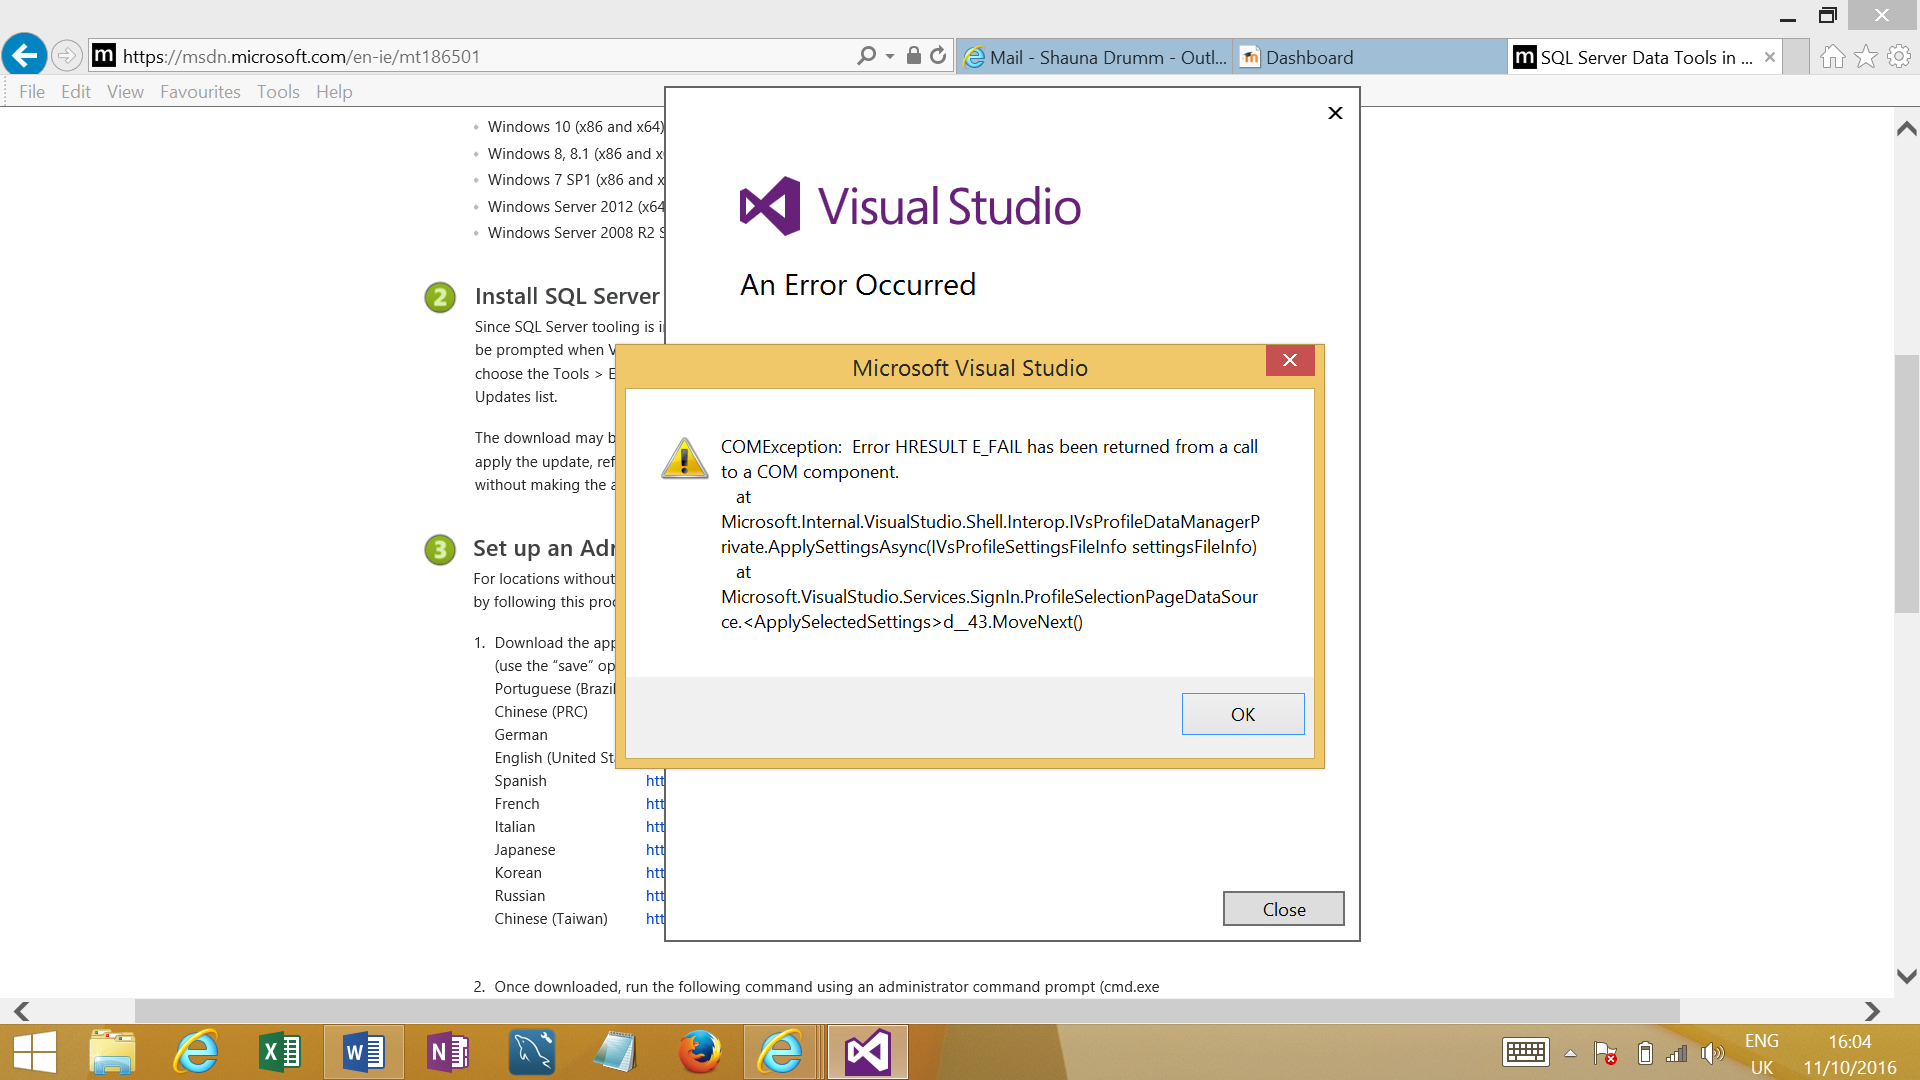 https://msdn.microsoft.com/en-ie/mt186501
Mail - Shauna Drumm - Outl...
Dashboard
SQL Server Data Tools in ...
File Edit View Favourites Tools Help
Windows 10 (x86 and x64)
Windows 8, 8.1 (x86 and x
Windows 7 SP1 (x86 and x
Windows Server 2012 (x64
Windows Server 2008 R2 S
2 Install SQL Server
Since SQL Server tooling is i
be prompted when V
choose the Tools > E
Updates list.
The download may b
apply the update, ref
without making the a
3 Set up an Adr
For locations without
by following this pro
1. Download the app
(use the “save” op
Portuguese (Brazil
Chinese (PRC)
German
English (United Sta
Spanish htt
French htt
Italian htt
Japanese htt
Korean htt
Russian htt
Chinese (Taiwan) htt
2. Once downloaded, run the following command using an administrator command prompt (cmd.exe
Visual Studio
An Error Occurred
Microsoft Visual Studio
COMException: Error HRESULT E_FAIL has been returned from a call
to a COM component.
at
Microsoft.Internal.VisualStudio.Shell.Interop.IVsProfileDataManagerP
rivate.ApplySettingsAsync(IVsProfileSettingsFileInfo settingsFileInfo)
at
Microsoft.VisualStudio.Services.SignIn.ProfileSelectionPageDataSour
ce.<ApplySelectedSettings>d__43.MoveNext()
OK
Close
ENG
UK
16:04
11/10/2016